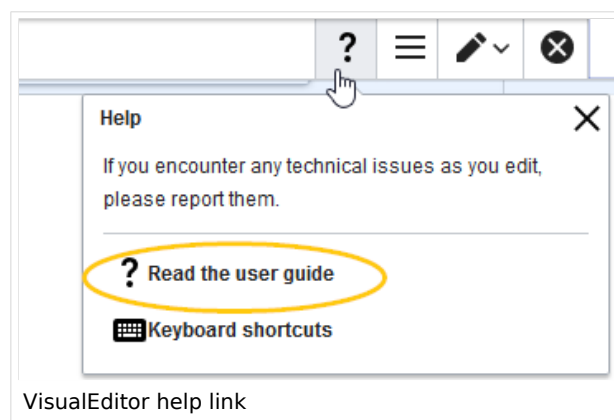 ?
Help
If you encounter any technical issues as you edit,
please report them.
? Read the user guide
Keyboard shortcuts
VisualEditor help link